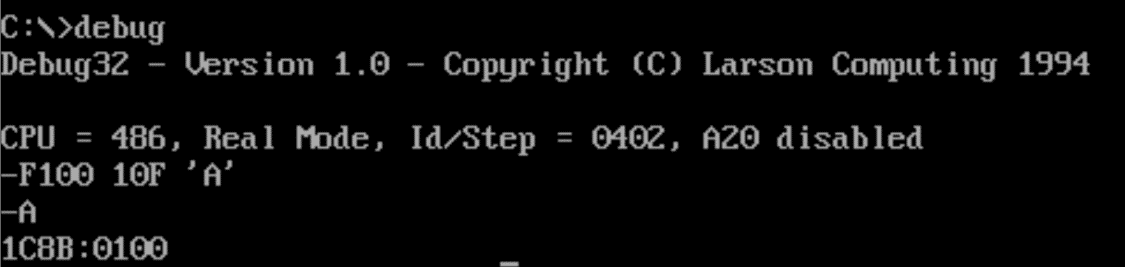 C:\>debug
Debug32 - Version 1.0 - Copyright (C) Larson Computing 1994
CPU = 486, Real Mode, Id/Step = 0402, A20 disabled
-F100 10F 'A'
-A
1C8B:0100